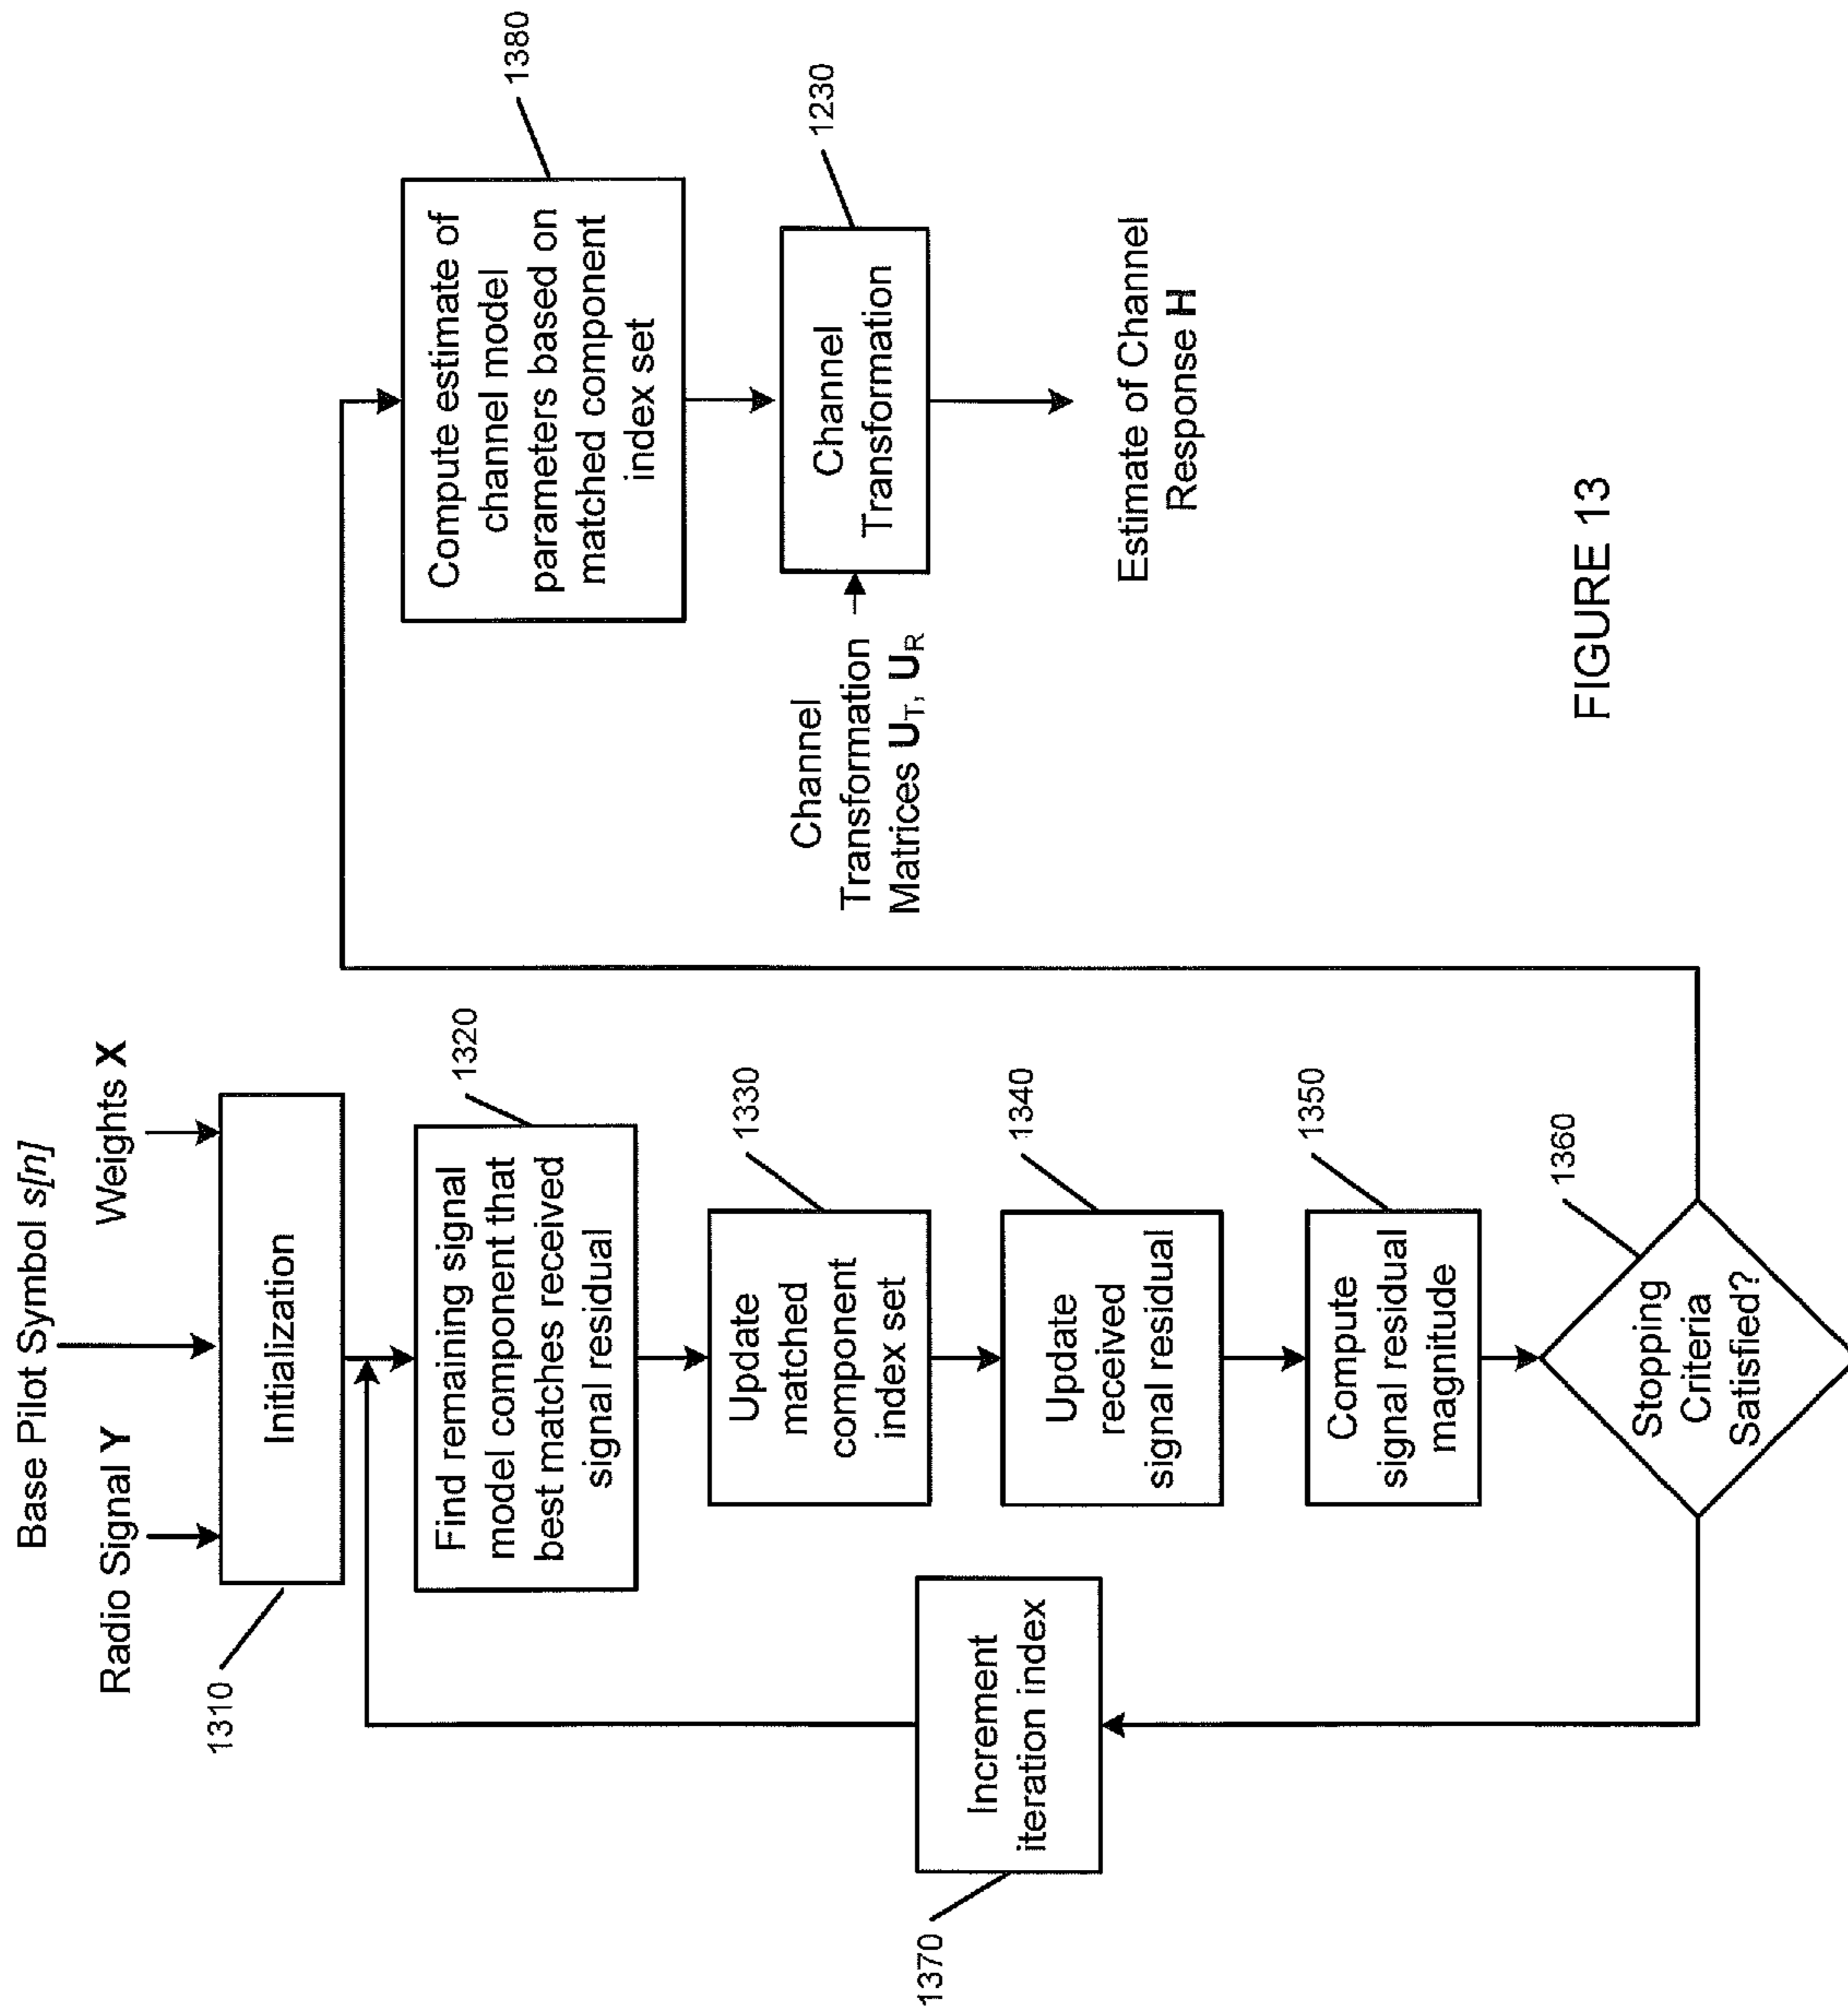 Base Pilot Symbol s[n]
Radio Signal Y
Weights X
1310
Initialization
Find remaining signal
model component that
best matches received
signal residual
1320
Update
matched
component
index set
1330
Update
received
signal residual
1340
Compute
signal residual
magnitude
1350
Stopping
Criteria
Satisfied?
1360
Increment
iteration index
1370
Compute estimate of
channel model
parameters based on
matched component
index set
1380
Channel
Transformation
Matrices U_T, U_R
Channel
Transformation
1230
Estimate of Channel
Response H
FIGURE 13